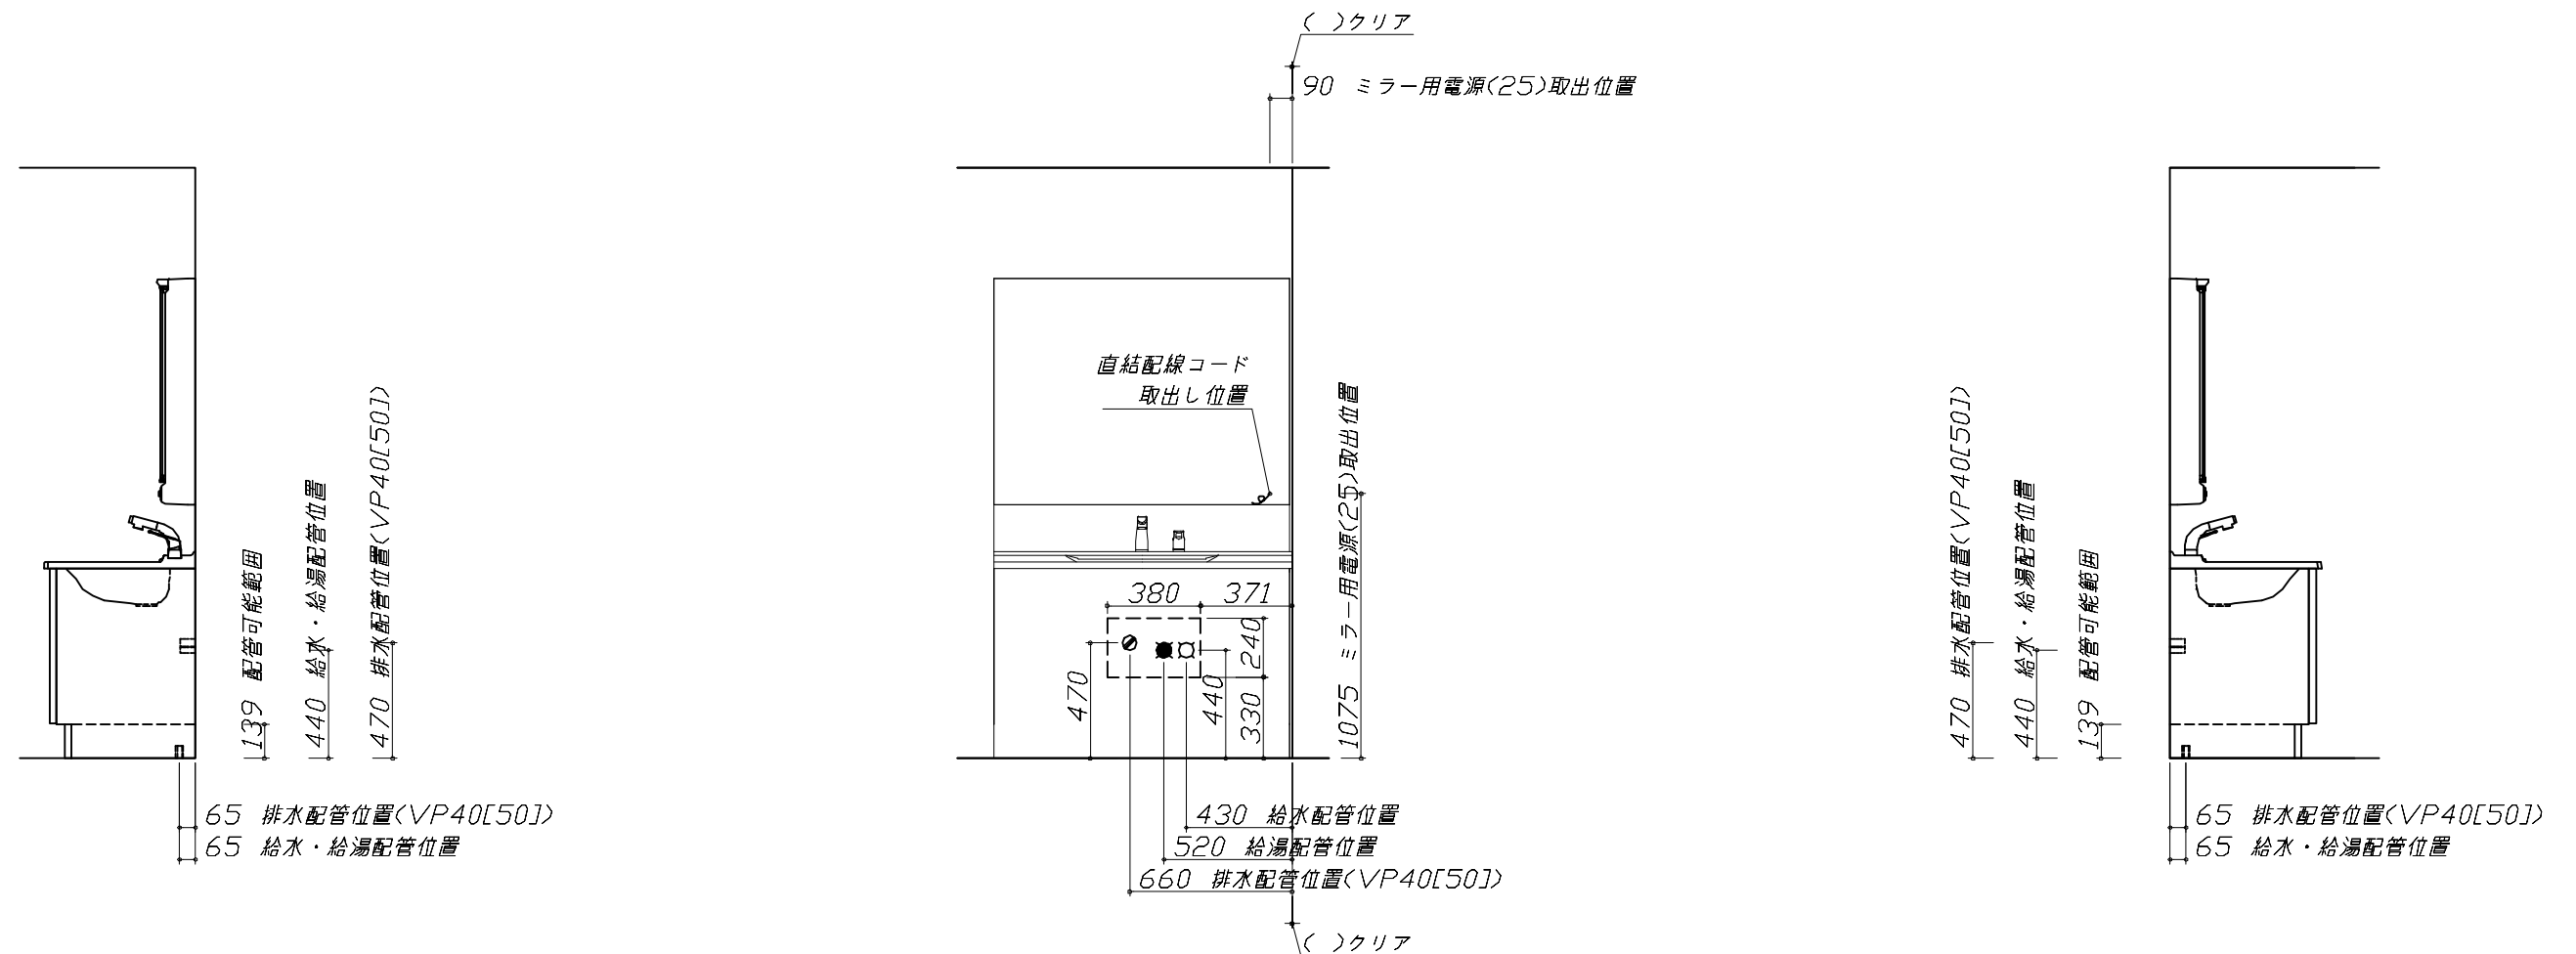 ( )クリア
90 ミラー用電源(25)取出位置
直結配線コード
取出し位置
1075 ミラー用電源(25)取出位置
139 配管可能範囲
440 給水・給湯配管位置
470 排水配管位置(VP40[50])
380
371
240
470
440
330
470 排水配管位置(VP40[50])
440 給水・給湯配管位置
139 配管可能範囲
65 排水配管位置(VP40[50])
65 給水・給湯配管位置
430 給水配管位置
520 給湯配管位置
660 排水配管位置(VP40[50])
( )クリア
65 排水配管位置(VP40[50])
65 給水・給湯配管位置